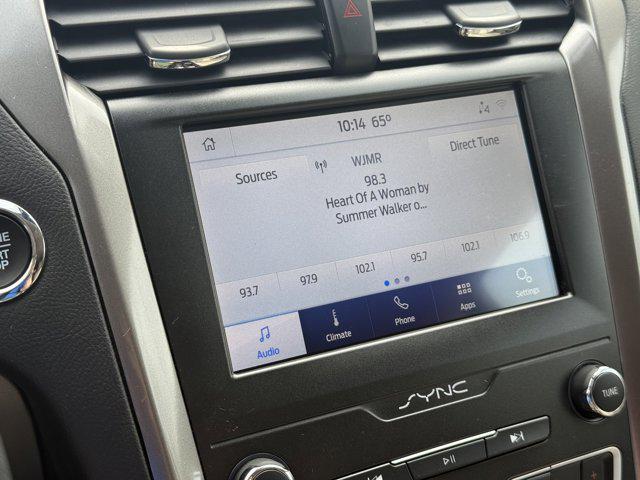 10:14 65°
4
Sources
WJMR
98.3
Heart Of A Woman by
Summer Walker o...
Direct Tune
93.7 97.9 102.1 95.7 102.1 106.9
Audio Climate Phone Apps Settings
SYNC
TUNE